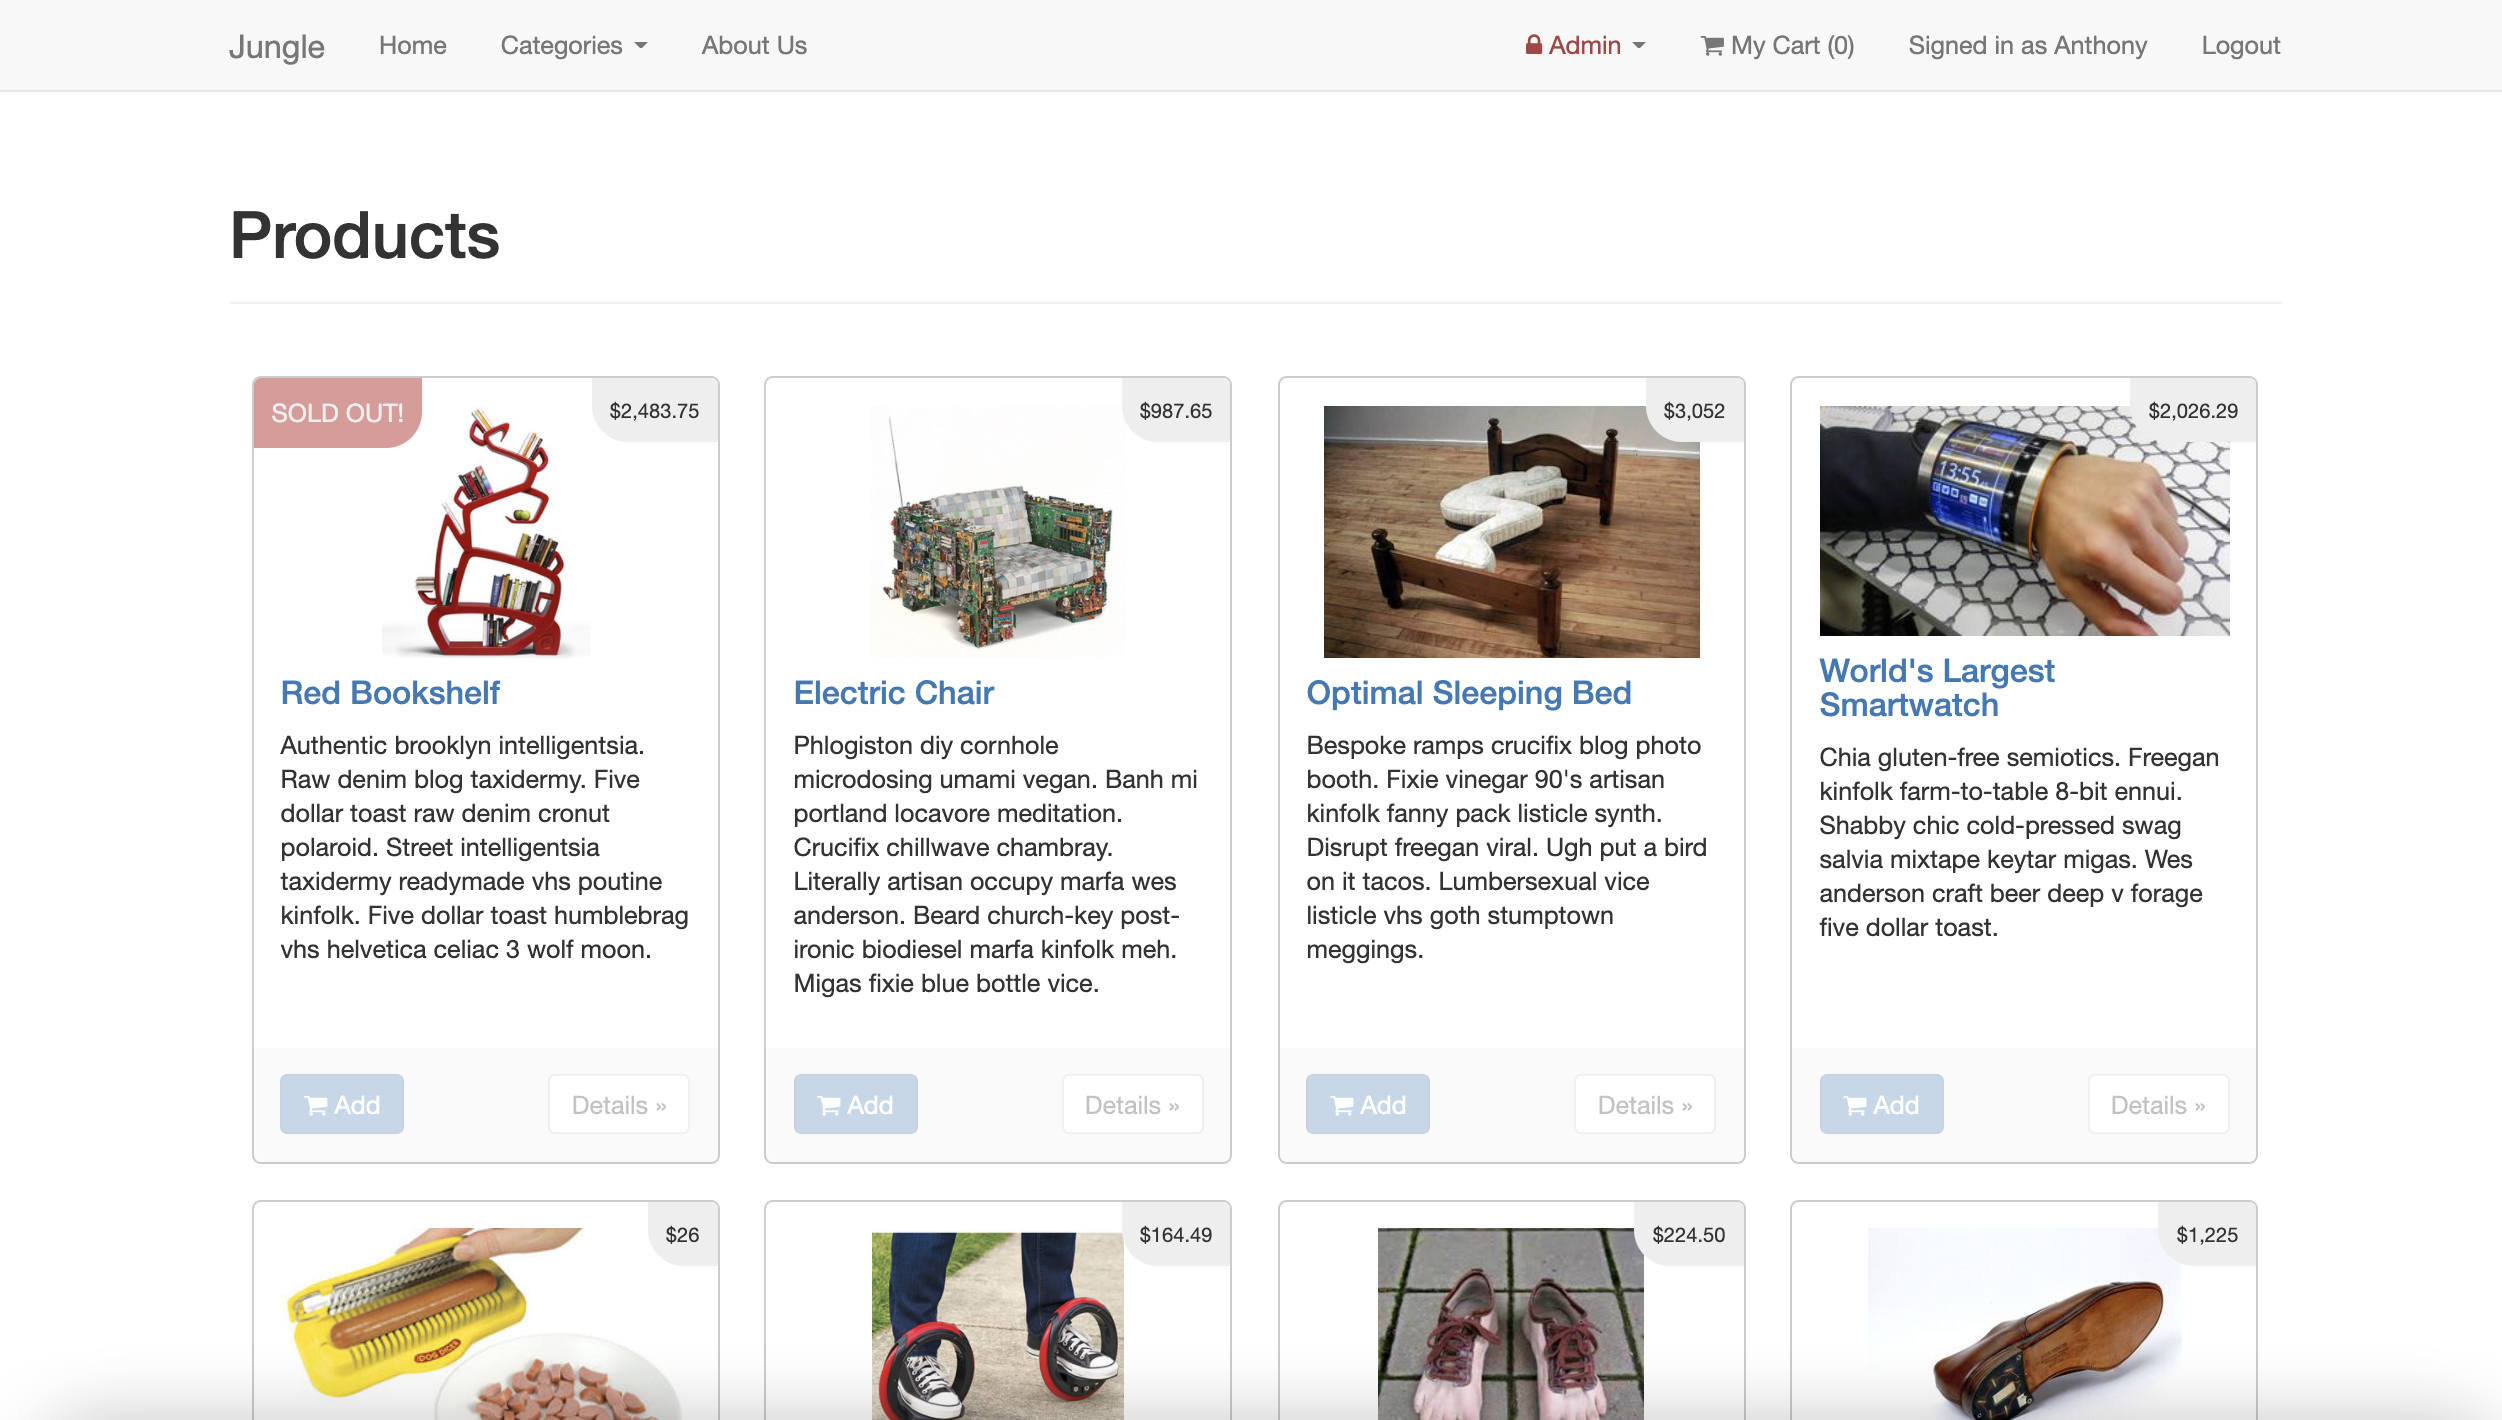 Jungle Home Categories About Us Admin My Cart (0) Signed in as Anthony Logout
Products
SOLD OUT!
$2,483.75
Red Bookshelf
Authentic brooklyn intelligentsia.
Raw denim blog taxidermy. Five
dollar toast raw denim cronut
polaroid. Street intelligentsia
taxidermy readymade vhs poutine
kinfolk. Five dollar toast humblebrag
vhs helvetica celiac 3 wolf moon.
Add Details »
$987.65
Electric Chair
Phlogiston diy cornhole
microdosing umami vegan. Banh mi
portland locavore meditation.
Crucifix chillwave chambray.
Literally artisan occupy marfa wes
anderson. Beard church-key post-
ironic biodiesel marfa kinfolk meh.
Migas fixie blue bottle vice.
Add Details »
$3,052
Optimal Sleeping Bed
Bespoke ramps crucifix blog photo
booth. Fixie vinegar 90's artisan
kinfolk fanny pack listicle synth.
Disrupt freegan viral. Ugh put a bird
on it tacos. Lumbersexual vice
listicle vhs goth stumptown
meggings.
Add Details »
$2,026.29
13:55
World's Largest
Smartwatch
Chia gluten-free semiotics. Freegan
kinfolk farm-to-table 8-bit ennui.
Shabby chic cold-pressed swag
salvia mixtape keytar migas. Wes
anderson craft beer deep v forage
five dollar toast.
Add Details »
$26
DOG DICER
$164.49
$224.50
$1,225